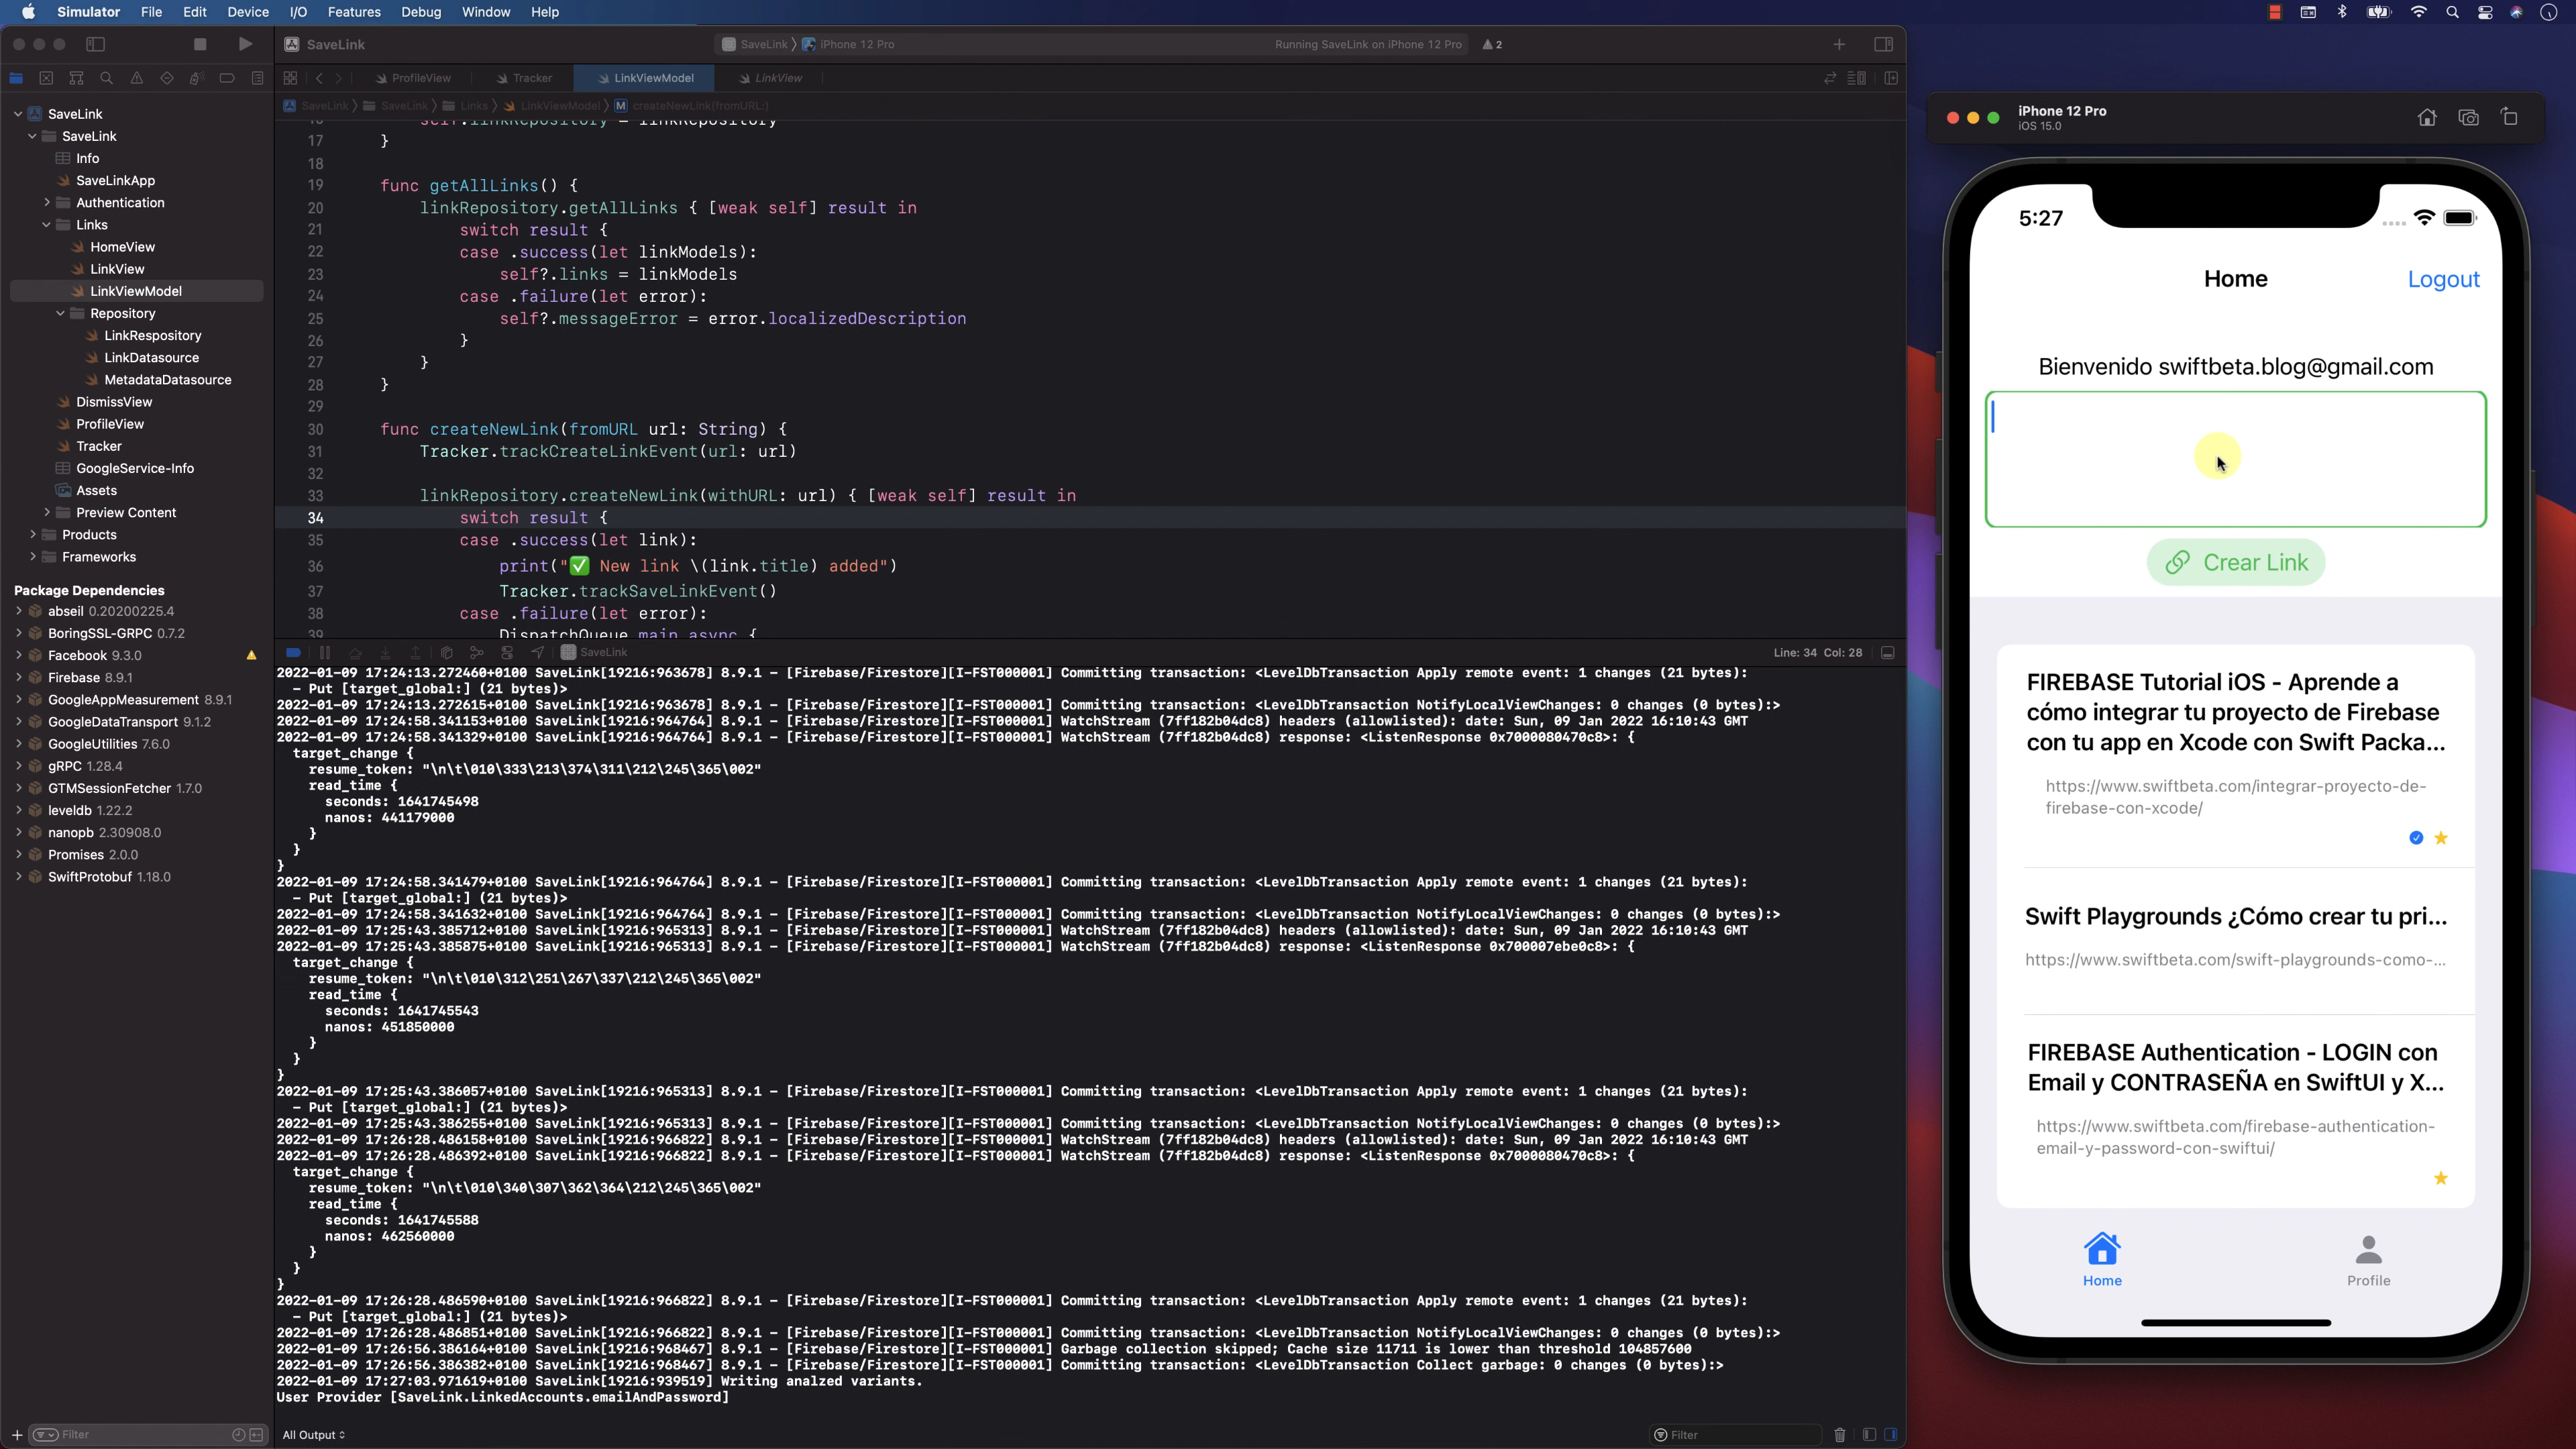 Simulator File Edit Device I/O Features Debug Window Help
SaveLink
SaveLink iPhone 12 Pro
Running SaveLink on iPhone 12 Pro
2
ProfileView Tracker LinkViewModel LinkView
SaveLink SaveLink Links LinkViewModel M createNewLink(fromURL:)
SaveLink
SaveLink
Info
SaveLinkApp
Authentication
Links
HomeView
LinkView
LinkViewModel
Repository
LinkRespository
LinkDatasource
MetadataDatasource
DismissView
ProfileView
Tracker
GoogleService-Info
Assets
Preview Content
Products
Frameworks
Package Dependencies
abseil 0.20200225.4
BoringSSL-GRPC 0.7.2
Facebook 9.3.0
Firebase 8.9.1
GoogleAppMeasurement 8.9.1
GoogleDataTransport 9.1.2
GoogleUtilities 7.6.0
gRPC 1.28.4
GTMSessionFetcher 1.7.0
leveldb 1.22.2
nanopb 2.30908.0
Promises 2.0.0
SwiftProtobuf 1.18.0
Filter
16 self.linkRepository = linkRepository
17 }
18
19 func getAllLinks() {
20 linkRepository.getAllLinks { [weak self] result in
21 switch result {
22 case .success(let linkModels):
23 self?.links = linkModels
24 case .failure(let error):
25 self?.messageError = error.localizedDescription
26 }
27 }
28 }
29
30 func createNewLink(fromURL url: String) {
31 Tracker.trackCreateLinkEvent(url: url)
32
33 linkRepository.createNewLink(withURL: url) { [weak self] result in
34 switch result {
35 case .success(let link):
36 print("✅ New link \(link.title) added")
37 Tracker.trackSaveLinkEvent()
38 case .failure(let error):
39 DispatchQueue.main.async {
SaveLink
Line: 34 Col: 28
2022-01-09 17:24:13.272460+0100 SaveLink[19216:963678] 8.9.1 - [Firebase/Firestore][I-FST000001] Committing transaction: <LevelDbTransaction Apply remote event: 1 changes (21 bytes):
- Put [target_global:] (21 bytes)>
2022-01-09 17:24:13.272615+0100 SaveLink[19216:963678] 8.9.1 - [Firebase/Firestore][I-FST000001] Committing transaction: <LevelDbTransaction NotifyLocalViewChanges: 0 changes (0 bytes):>
2022-01-09 17:24:58.341153+0100 SaveLink[19216:964764] 8.9.1 - [Firebase/Firestore][I-FST000001] WatchStream (7ff182b04dc8) headers (allowlisted): date: Sun, 09 Jan 2022 16:10:43 GMT
2022-01-09 17:24:58.341329+0100 SaveLink[19216:964764] 8.9.1 - [Firebase/Firestore][I-FST000001] WatchStream (7ff182b04dc8) response: <ListenResponse 0x7000080470c8>: {
target_change {
resume_token: "\n\t\010\333\213\374\311\212\245\365\002"
read_time {
seconds: 1641745498
nanos: 441179000
}
}
}
2022-01-09 17:24:58.341479+0100 SaveLink[19216:964764] 8.9.1 - [Firebase/Firestore][I-FST000001] Committing transaction: <LevelDbTransaction Apply remote event: 1 changes (21 bytes):
- Put [target_global:] (21 bytes)>
2022-01-09 17:24:58.341632+0100 SaveLink[19216:964764] 8.9.1 - [Firebase/Firestore][I-FST000001] Committing transaction: <LevelDbTransaction NotifyLocalViewChanges: 0 changes (0 bytes):>
2022-01-09 17:25:43.385712+0100 SaveLink[19216:965313] 8.9.1 - [Firebase/Firestore][I-FST000001] WatchStream (7ff182b04dc8) headers (allowlisted): date: Sun, 09 Jan 2022 16:10:43 GMT
2022-01-09 17:25:43.385875+0100 SaveLink[19216:965313] 8.9.1 - [Firebase/Firestore][I-FST000001] WatchStream (7ff182b04dc8) response: <ListenResponse 0x700007ebe0c8>: {
target_change {
resume_token: "\n\t\010\312\251\267\337\212\245\365\002"
read_time {
seconds: 1641745543
nanos: 451850000
}
}
}
2022-01-09 17:25:43.386057+0100 SaveLink[19216:965313] 8.9.1 - [Firebase/Firestore][I-FST000001] Committing transaction: <LevelDbTransaction Apply remote event: 1 changes (21 bytes):
- Put [target_global:] (21 bytes)>
2022-01-09 17:25:43.386255+0100 SaveLink[19216:965313] 8.9.1 - [Firebase/Firestore][I-FST000001] Committing transaction: <LevelDbTransaction NotifyLocalViewChanges: 0 changes (0 bytes):>
2022-01-09 17:26:28.486158+0100 SaveLink[19216:966822] 8.9.1 - [Firebase/Firestore][I-FST000001] WatchStream (7ff182b04dc8) headers (allowlisted): date: Sun, 09 Jan 2022 16:10:43 GMT
2022-01-09 17:26:28.486392+0100 SaveLink[19216:966822] 8.9.1 - [Firebase/Firestore][I-FST000001] WatchStream (7ff182b04dc8) response: <ListenResponse 0x7000080470c8>: {
target_change {
resume_token: "\n\t\010\340\307\362\364\212\245\365\002"
read_time {
seconds: 1641745588
nanos: 462560000
}
}
}
2022-01-09 17:26:28.486590+0100 SaveLink[19216:966822] 8.9.1 - [Firebase/Firestore][I-FST000001] Committing transaction: <LevelDbTransaction Apply remote event: 1 changes (21 bytes):
- Put [target_global:] (21 bytes)>
2022-01-09 17:26:28.486851+0100 SaveLink[19216:966822] 8.9.1 - [Firebase/Firestore][I-FST000001] Committing transaction: <LevelDbTransaction NotifyLocalViewChanges: 0 changes (0 bytes):>
2022-01-09 17:26:56.386164+0100 SaveLink[19216:968467] 8.9.1 - [Firebase/Firestore][I-FST000001] Garbage collection skipped; Cache size 11711 is lower than threshold 104857600
2022-01-09 17:26:56.386382+0100 SaveLink[19216:968467] 8.9.1 - [Firebase/Firestore][I-FST000001] Committing transaction: <LevelDbTransaction Collect garbage: 0 changes (0 bytes):>
2022-01-09 17:27:03.971619+0100 SaveLink[19216:939519] Writing analzed variants.
User Provider [SaveLink.LinkedAccounts.emailAndPassword]
All Output
Filter
iPhone 12 Pro
iOS 15.0
5:27
Home
Logout
Bienvenido swiftbeta.blog@gmail.com
Crear Link
FIREBASE Tutorial iOS - Aprende a
cómo integrar tu proyecto de Firebase
con tu app en Xcode con Swift Packa...
https://www.swiftbeta.com/integrar-proyecto-de-
firebase-con-xcode/
Swift Playgrounds ¿Cómo crear tu pri...
https://www.swiftbeta.com/swift-playgrounds-como-...
FIREBASE Authentication - LOGIN con
Email y CONTRASEÑA en SwiftUI y X...
https://www.swiftbeta.com/firebase-authentication-
email-y-password-con-swiftui/
Home
Profile